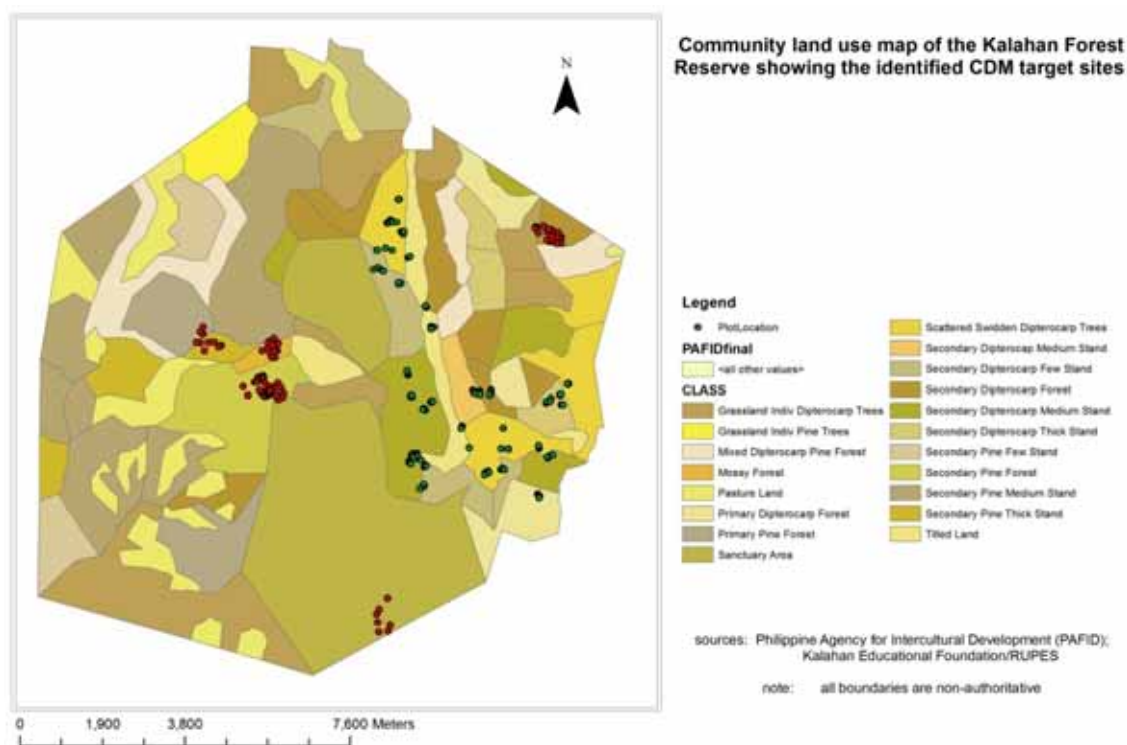 Community land use map of the Kalahan Forest
Reserve showing the identified CDM target sites
N
Legend
PlotLocation
PAFIDfinal
<all other values>
CLASS
Grassland Indiv Dipterocarp Trees
Grassland Indiv Pine Trees
Mixed Dipterocarp Pine Forest
Mossy Forest
Pasture Land
Primary Dipterocarp Forest
Primary Pine Forest
Sanctuary Area
Scattered Swidden Dipterocarp Trees
Secondary Dipterocap Medium Stand
Secondary Dipterocarp Few Stand
Secondary Dipterocarp Forest
Secondary Dipterocarp Medium Stand
Secondary Dipterocarp Thick Stand
Secondary Pine Few Stand
Secondary Pine Forest
Secondary Pine Medium Stand
Secondary Pine Thick Stand
Titled Land
sources: Philippine Agency for Intercultural Development (PAFID);
Kalahan Educational Foundation/RUPES
note: all boundaries are non-authoritative
0 1,900 3,800 7,600 Meters